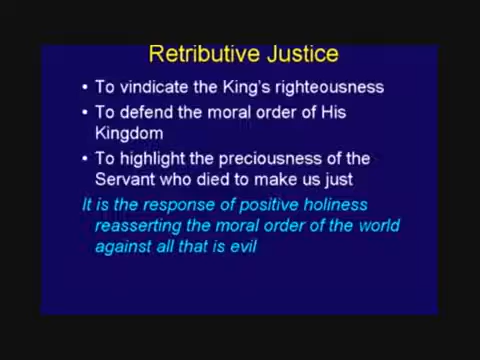 Retributive Justice
• To vindicate the King's righteousness
• To defend the moral order of His
Kingdom
• To highlight the preciousness of the
Servant who died to make us just
It is the response of positive holiness
reasserting the moral order of the world
against all that is evil